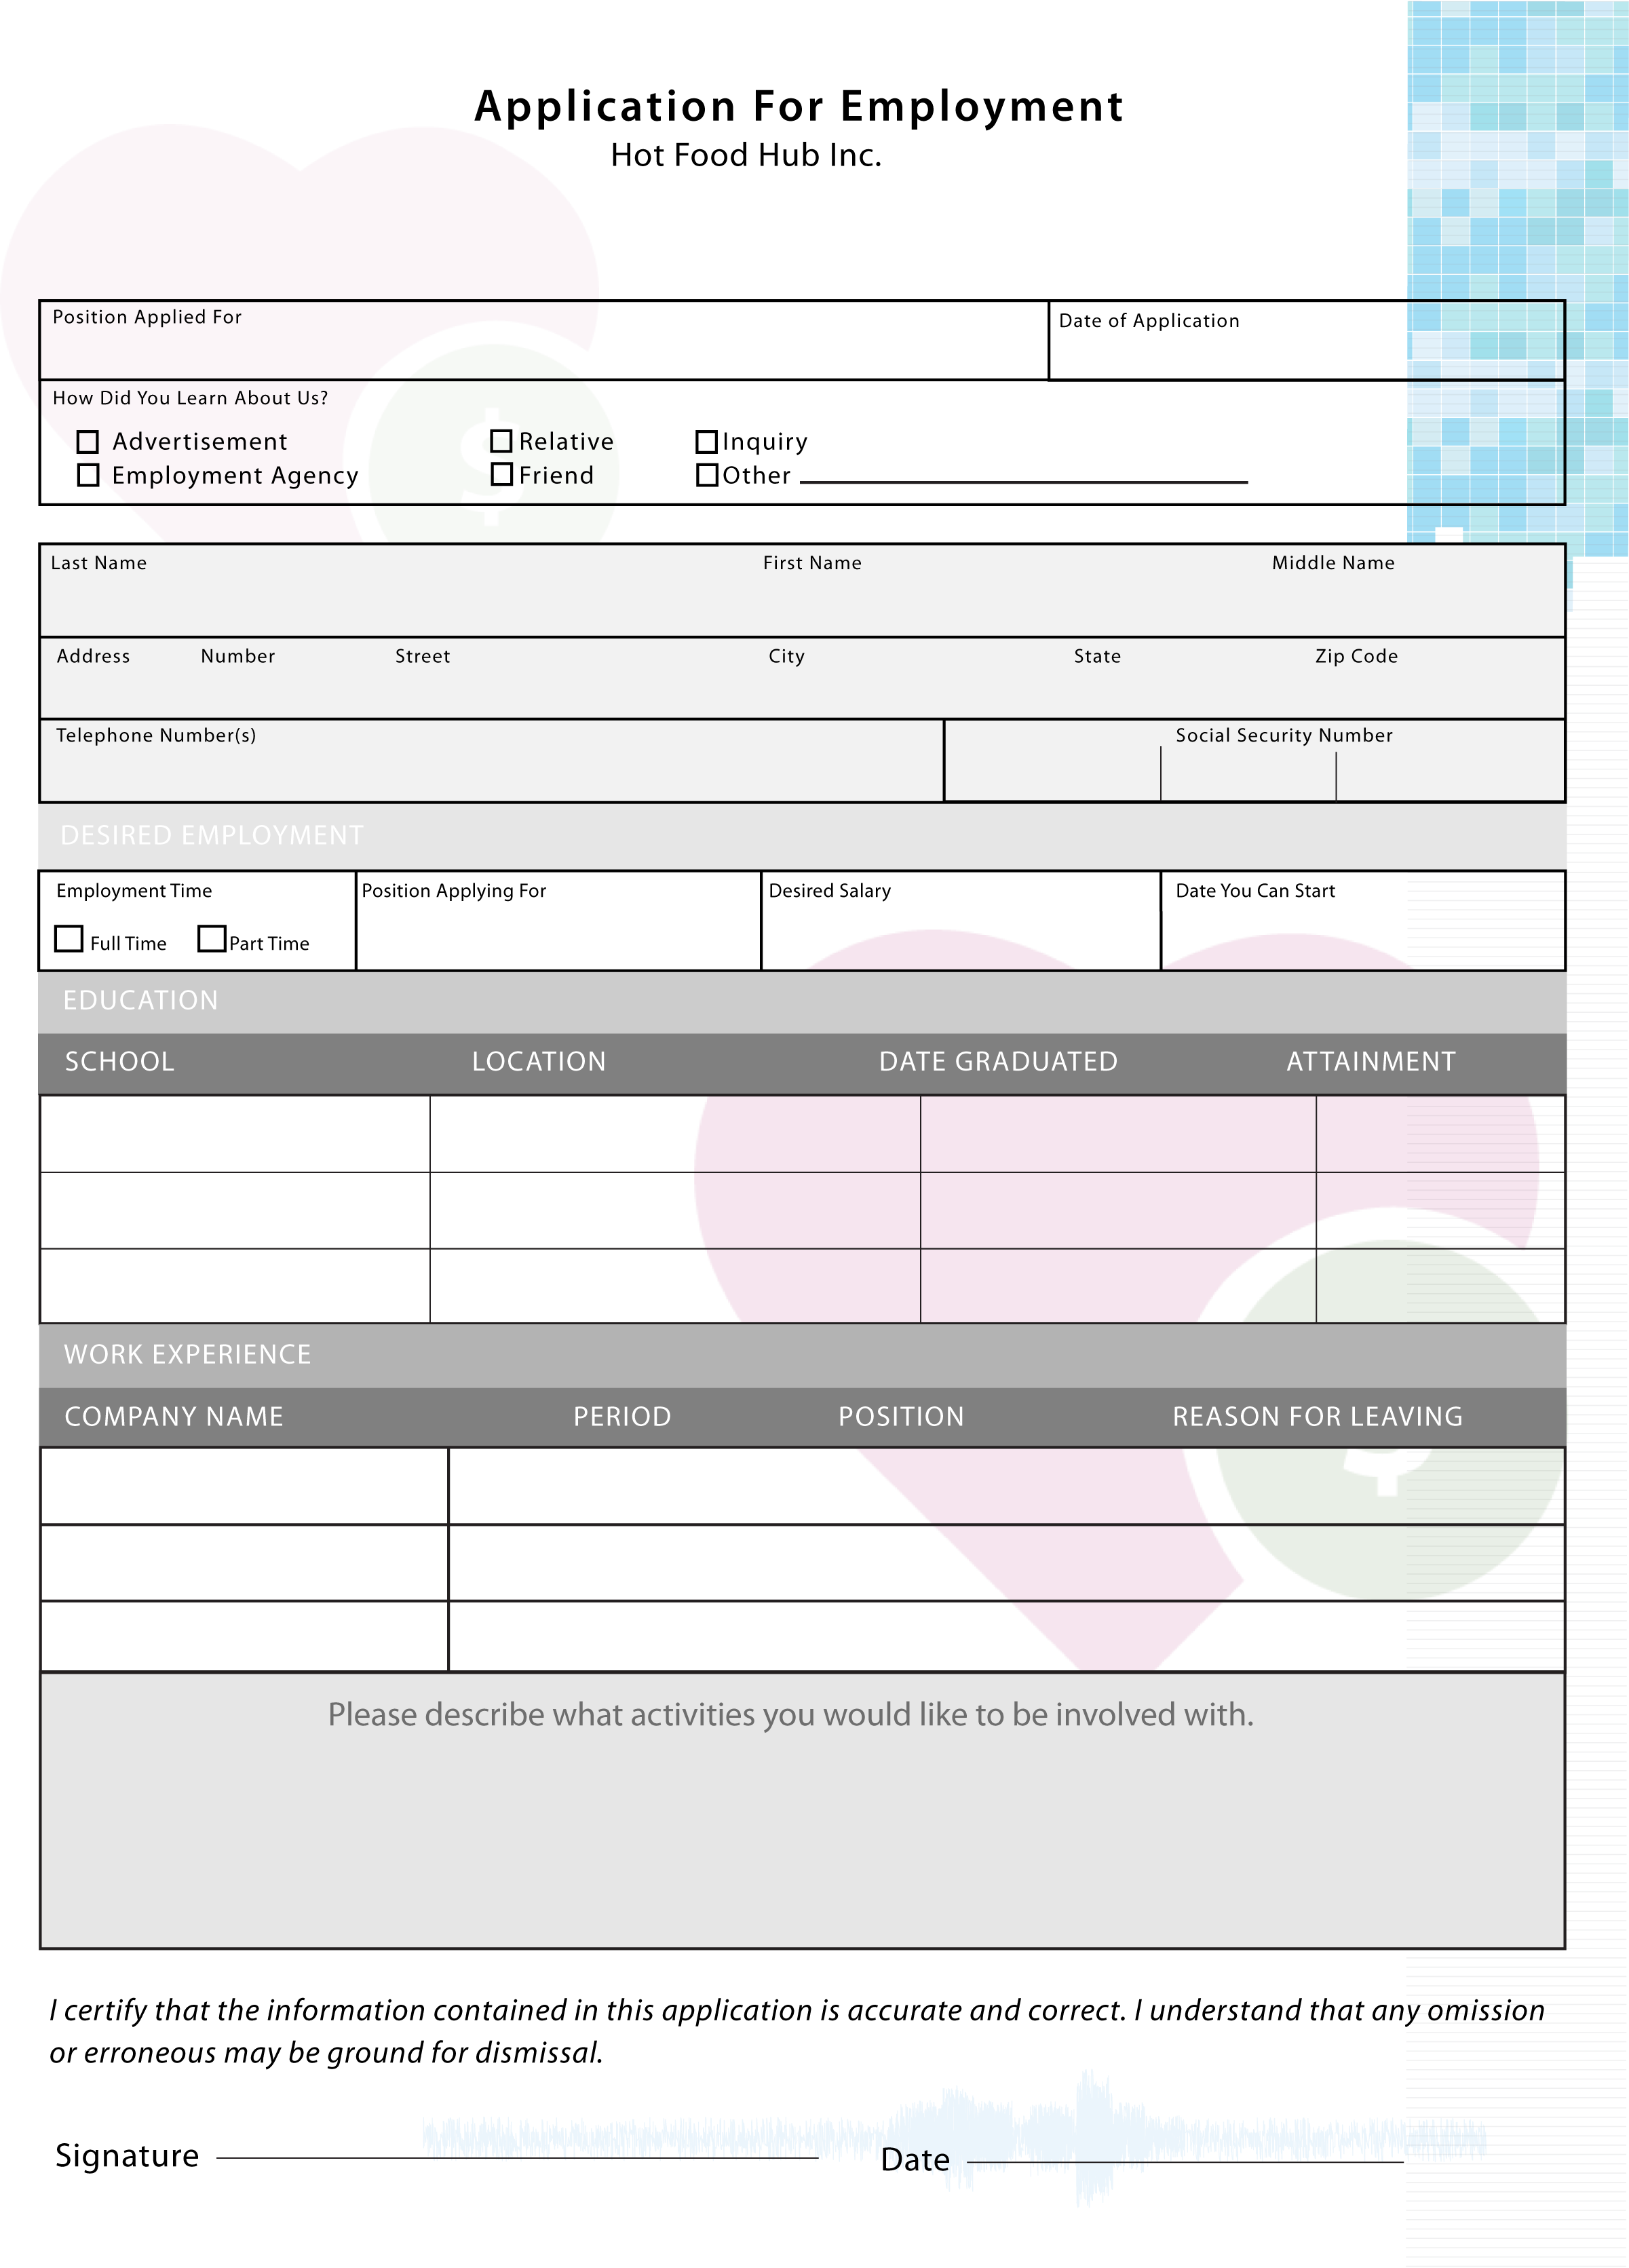 Application For Employment
Hot Food Hub Inc.
Position Applied For
Date of Application
How Did You Learn About Us?
Advertisement Relative Inquiry
Employment Agency Friend Other
Last Name First Name Middle Name
Address Number Street City State Zip Code
Telephone Number(s) Social Security Number
DESIRED EMPLOYMENT
Employment Time Position Applying For Desired Salary Date You Can Start
Full Time Part Time
EDUCATION
SCHOOL LOCATION DATE GRADUATED ATTAINMENT
WORK EXPERIENCE
COMPANY NAME PERIOD POSITION REASON FOR LEAVING
$
Please describe what activities you would like to be involved with.
I certify that the information contained in this application is accurate and correct. I understand that any omission
or erroneous may be ground for dismissal.
Signature Date